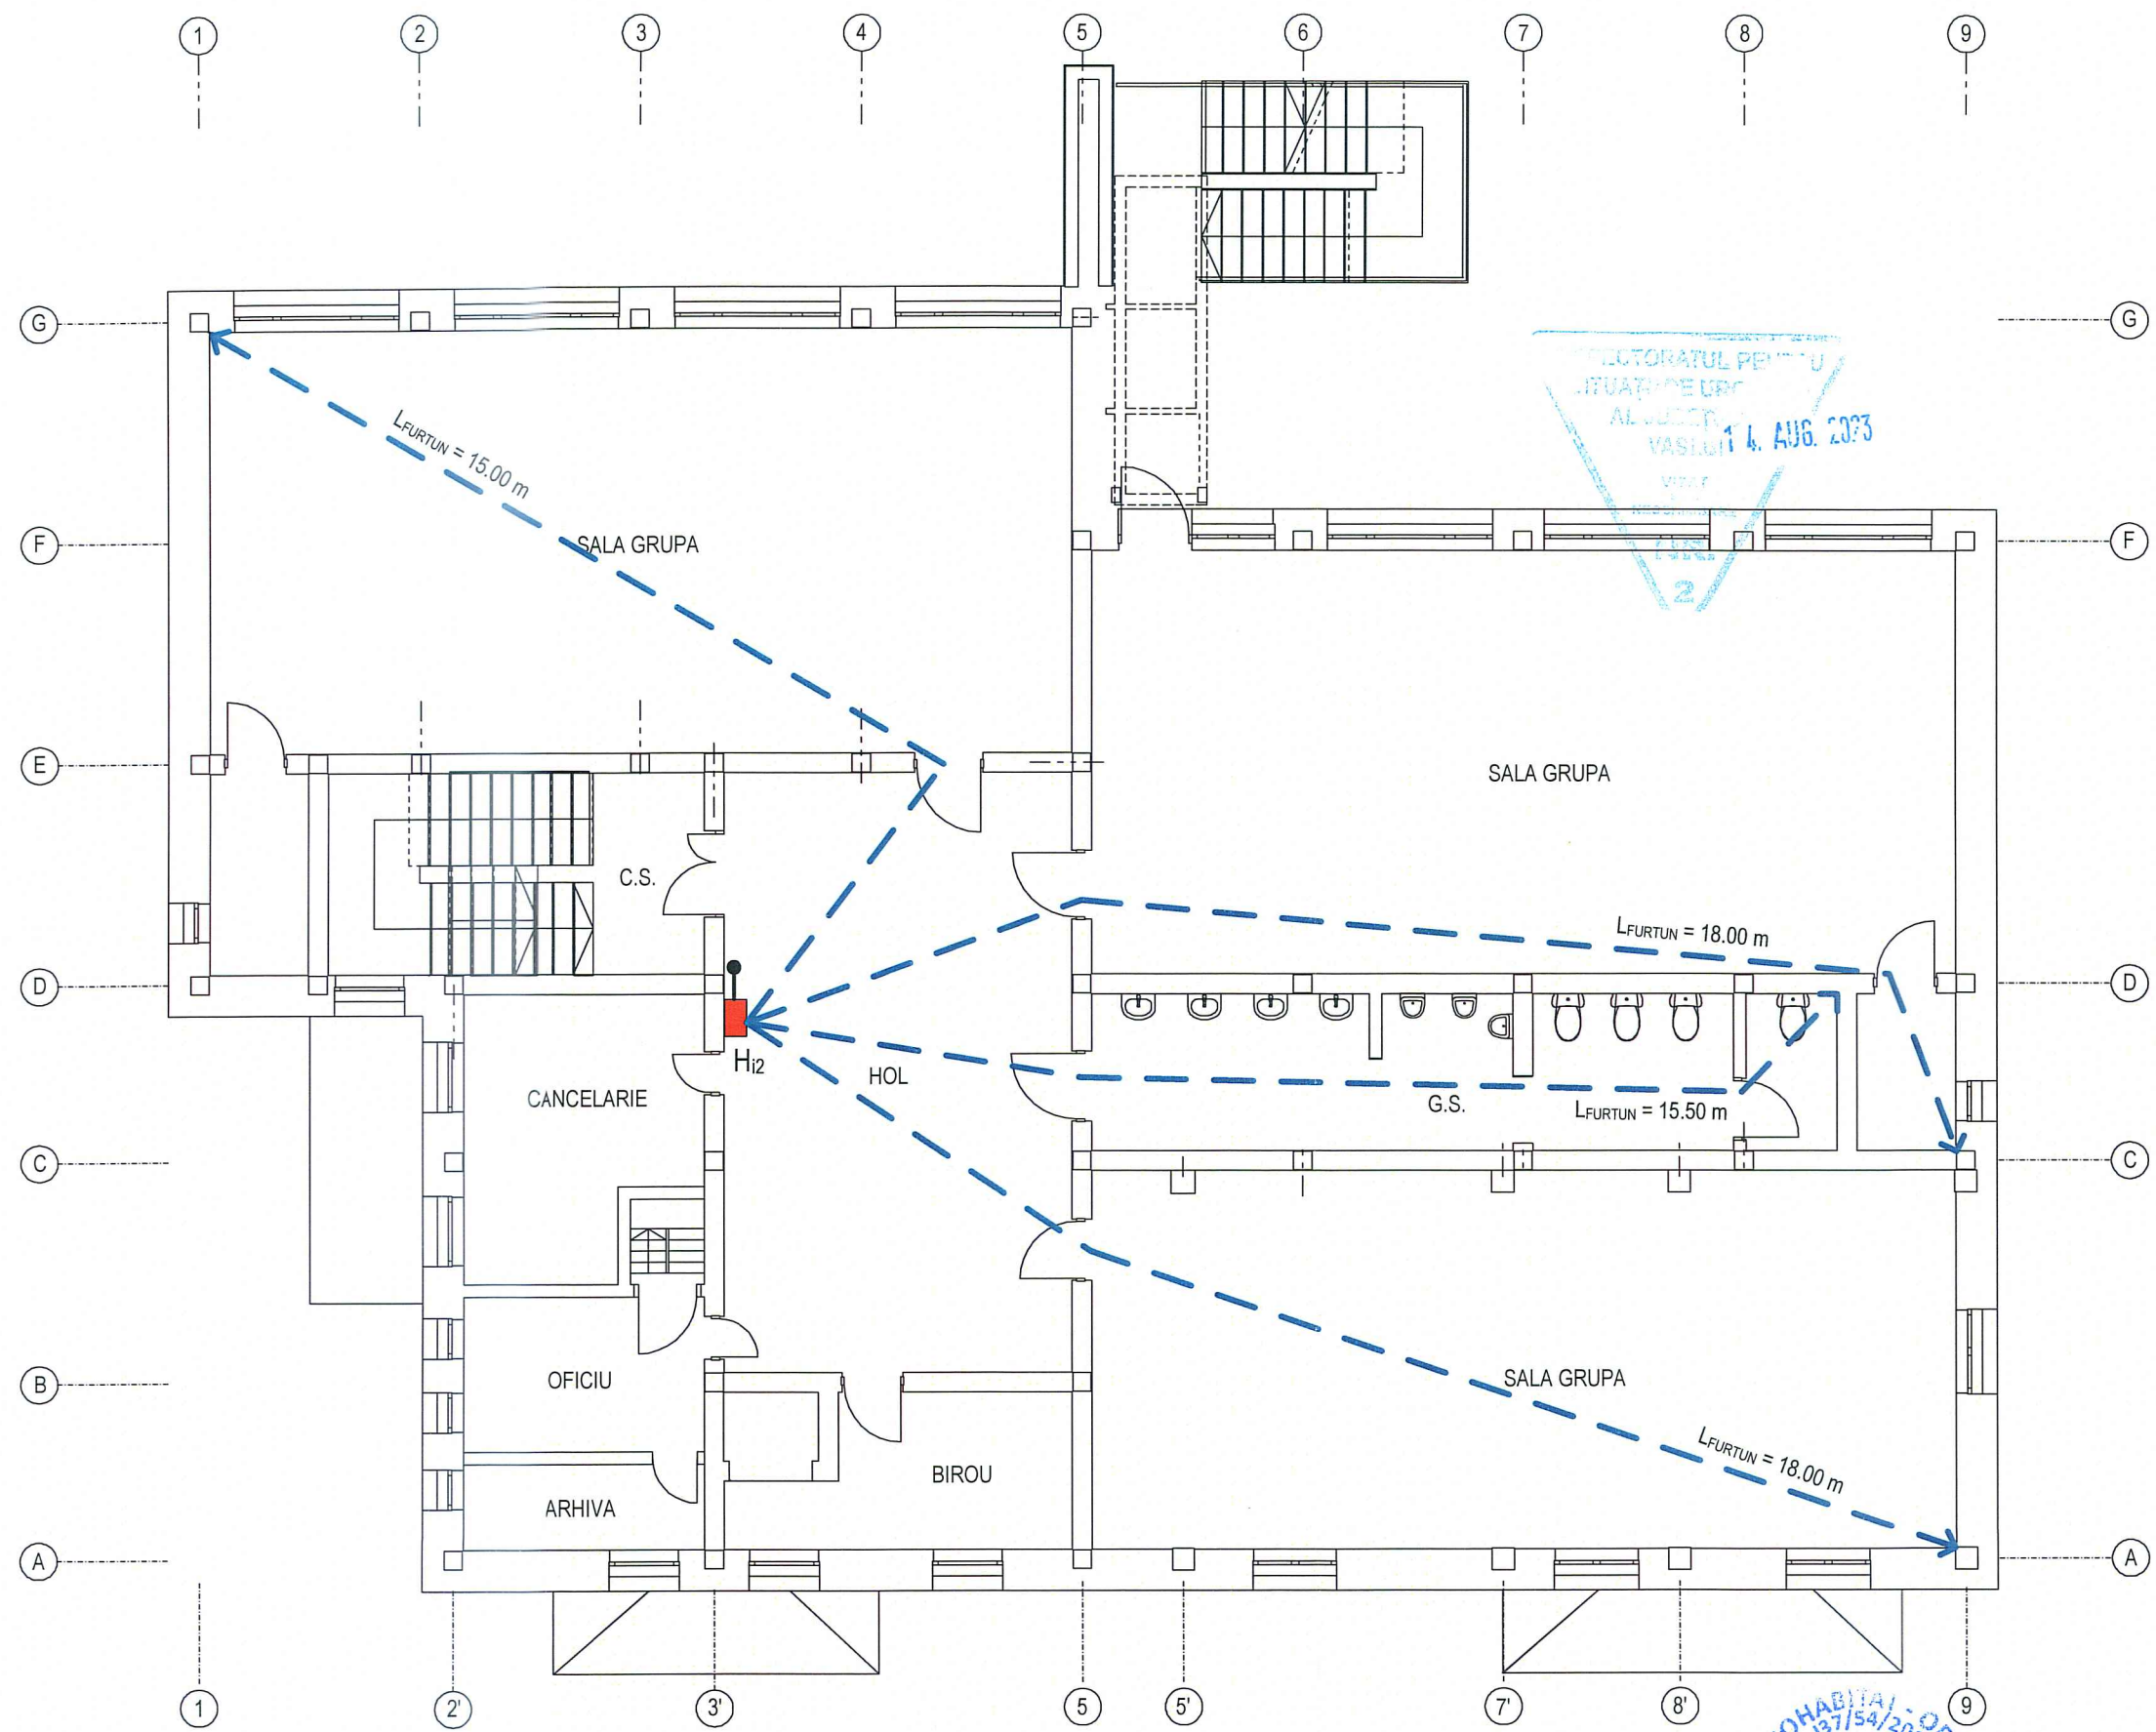 1 2 3 4 5 6 7 8 9
G G
VASLUI 14. AUG. 2023
LFURTUN = 15.00 m
F SALA GRUPA F
2
E SALA GRUPA
C.S.
LFURTUN = 18.00 m
D D
Hi2 HOL
CANCELARIE G.S. LFURTUN = 15.50 m
C C
B OFICIU SALA GRUPA
LFURTUN = 18.00 m
BIROU
ARHIVA
A A
1 2' 3' 5 5' 7' 8' 9